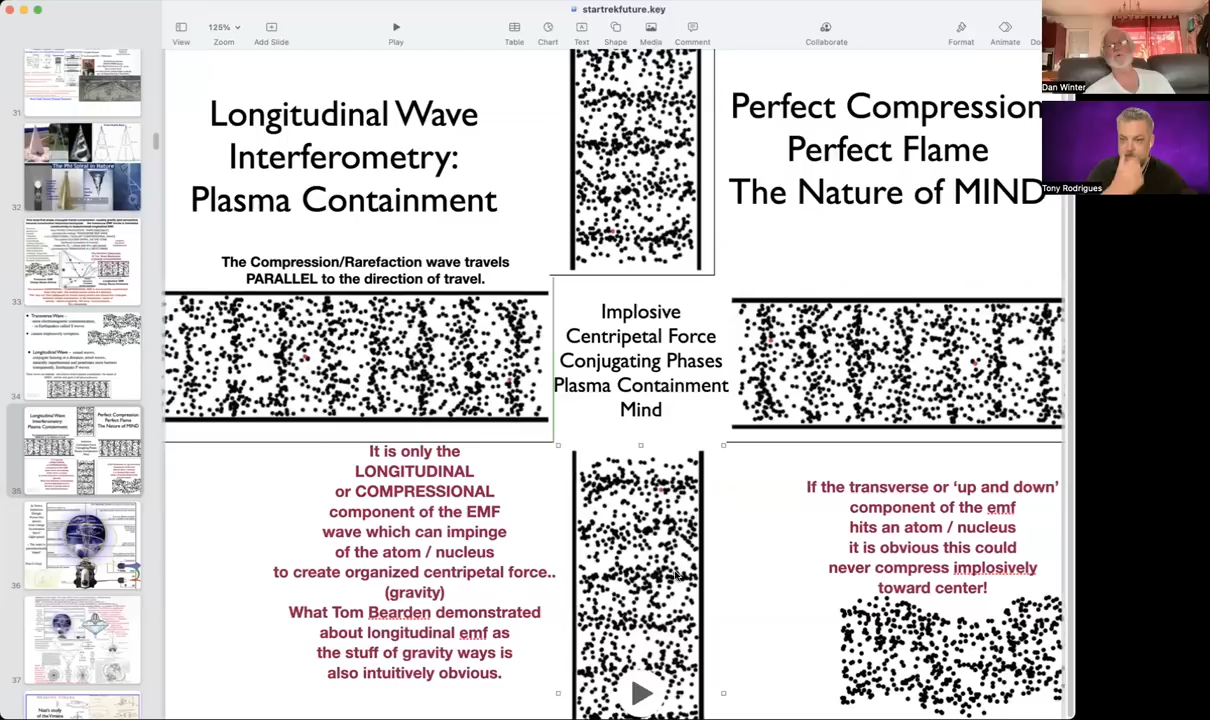 startrekfuture.key
125%
View
Zoom
Add Slide
Play
Table
Chart
Text
Shape
Media
Comment
Collaborate
Format
Animate
Dan Winter
Tony Rodrigues
31
32
33
34
35
36
37
The Phi Spiral in Nature
Longitudinal Wave
Interferometry:
Plasma Containment
The Compression/Rarefaction wave travels
PARALLEL to the direction of travel.
Perfect Compression
Perfect Flame
The Nature of MIND
Implosive
Centripetal Force
Conjugating Phases
Plasma Containment
Mind
It is only the
LONGITUDINAL
or COMPRESSIONAL
component of the EMF
wave which can impinge
of the atom / nucleus
to create organized centripetal force..
(gravity)
What Tom Bearden demonstrated
about longitudinal emf as
the stuff of gravity ways is
also intuitively obvious.
If the transverse or ‘up and down’
component of the emf
hits an atom / nucleus
it is obvious this could
never compress implosively
toward center!